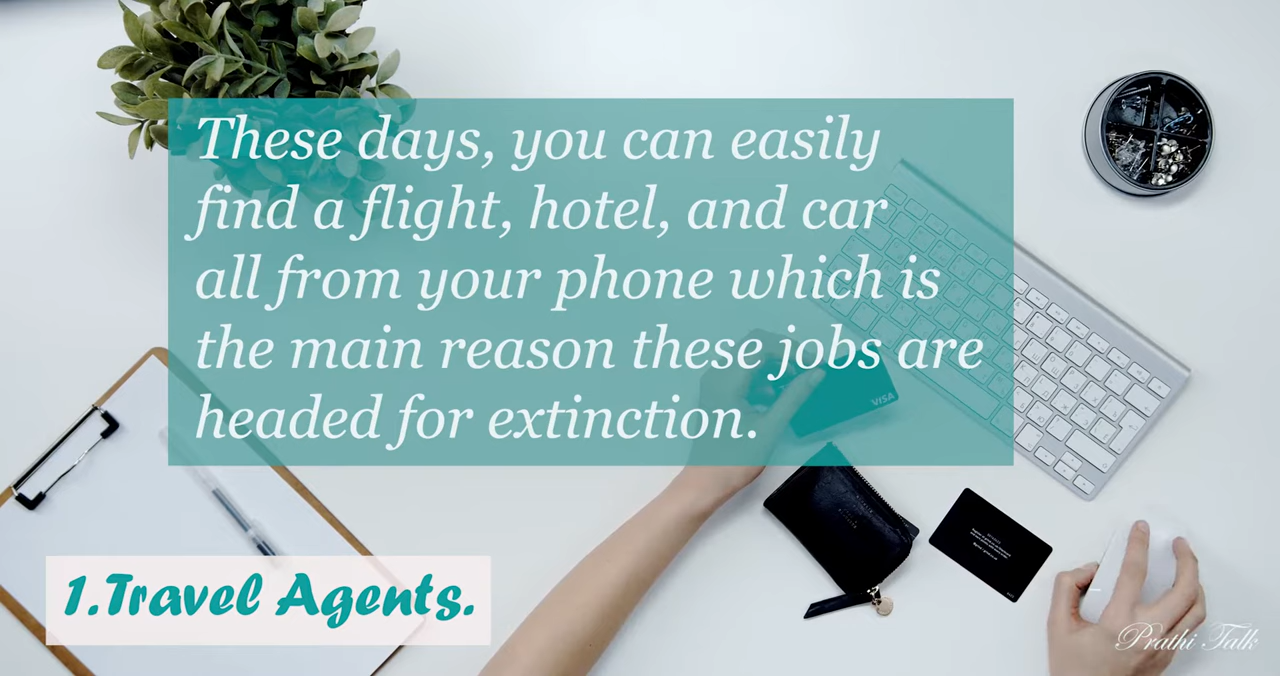 These days, you can easily
find a flight, hotel, and car
all from your phone which is
the main reason these jobs are
headed for extinction.
VISA
1.Travel Agents.
Prathi Talk